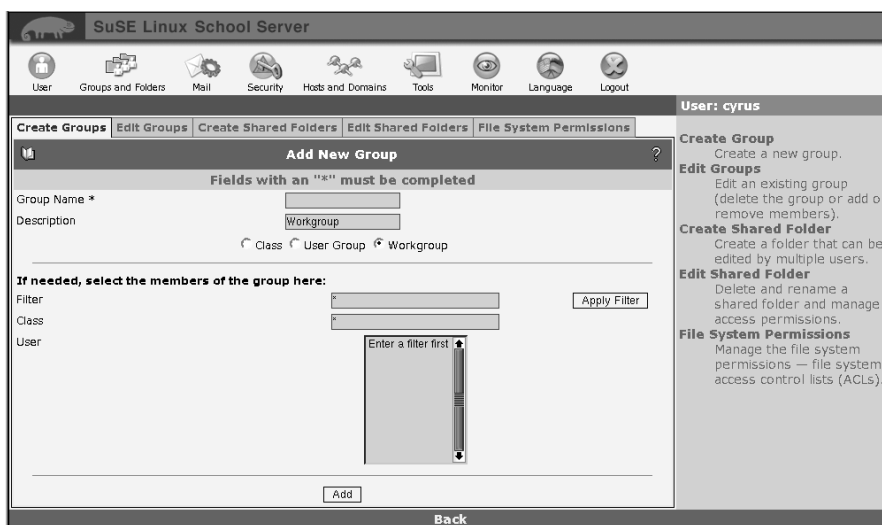 SuSE Linux School Server
User Groups and Folders Mail Security Hosts and Domains Tools Monitor Language Logout
User: cyrus
Create Groups Edit Groups Create Shared Folders Edit Shared Folders File System Permissions
Add New Group ?
Fields with an "*" must be completed
Group Name *
Description Workgroup
Class User Group Workgroup
If needed, select the members of the group here:
Filter * Apply Filter
Class *
User Enter a filter first
Add
Back
Create Group
Create a new group.
Edit Groups
Edit an existing group
(delete the group or add o
remove members).
Create Shared Folder
Create a folder that can be
edited by multiple users.
Edit Shared Folder
Delete and rename a
shared folder and manage
access permissions.
File System Permissions
Manage the file system
permissions — file system
access control lists (ACLs).